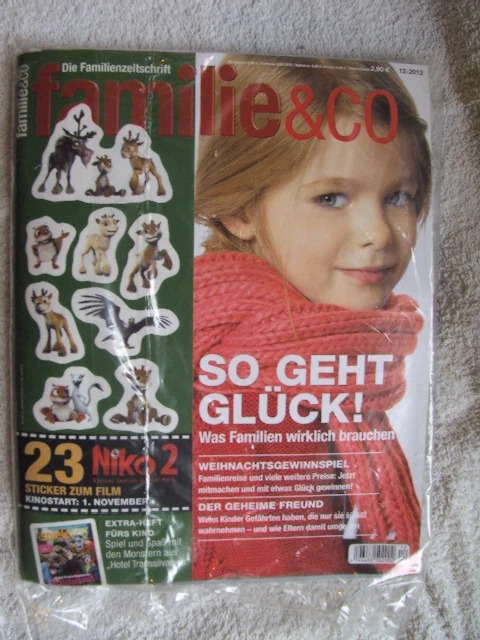 Die Familienzeitschrift
familie&co
familie&co
2,90 €
12-2012
SO GEHT
GLÜCK!
Was Familien wirklich brauchen
WEIHNACHTSGEWINNSPIEL
Familienreise und viele weitere Preise: Jetzt
mitmachen und mit etwas Glück gewinnen!
DER GEHEIME FREUND
Wenn Kinder Gefährten haben, die nur sie selbst
wahrnehmen – und wie Eltern damit umgehen
23 Niko 2
STICKER ZUM FILM
KINOSTART: 1. NOVEMBER
EXTRA-HEFT
FÜRS KINO
Spiel und Spaß mit
den Monstern aus
„Hotel Transsilvanien"